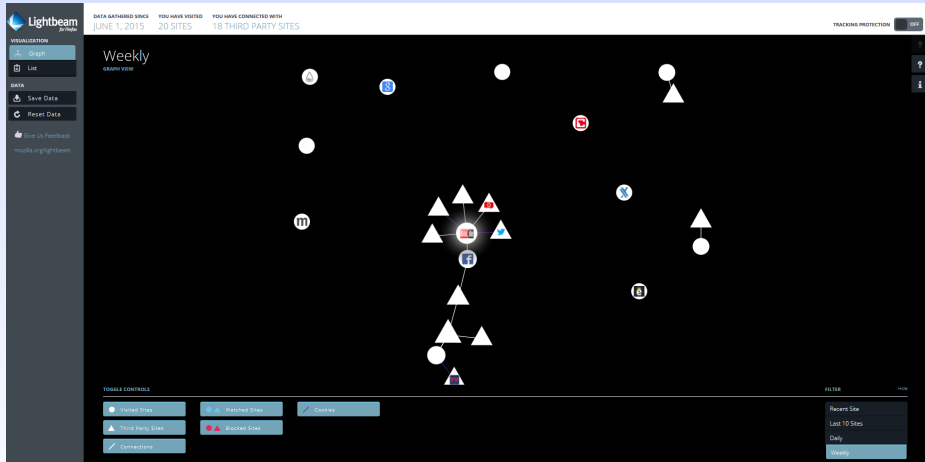 Lightbeam
for Firefox
DATA GATHERED SINCE
JUNE 1, 2015
YOU HAVE VISITED
20 SITES
YOU HAVE CONNECTED WITH
18 THIRD PARTY SITES
TRACKING PROTECTION
OFF
VISUALIZATION
Graph
List
DATA
Save Data
Reset Data
Give Us Feedback
mozilla.org/lightbeam
Weekly
GRAPH VIEW
?
?
i
8
m
f
ë
TOGGLE CONTROLS
Visited Sites
Watched Sites
Cookies
Third Party Sites
Blocked Sites
Connections
FILTER
Hide
Recent Site
Last 10 Sites
Daily
Weekly